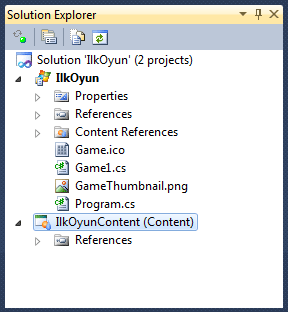 Solution Explorer
Solution 'IlkOyun' (2 projects)
IlkOyun
Properties
References
Content References
Game.ico
Game1.cs
GameThumbnail.png
Program.cs
IlkOyunContent (Content)
References